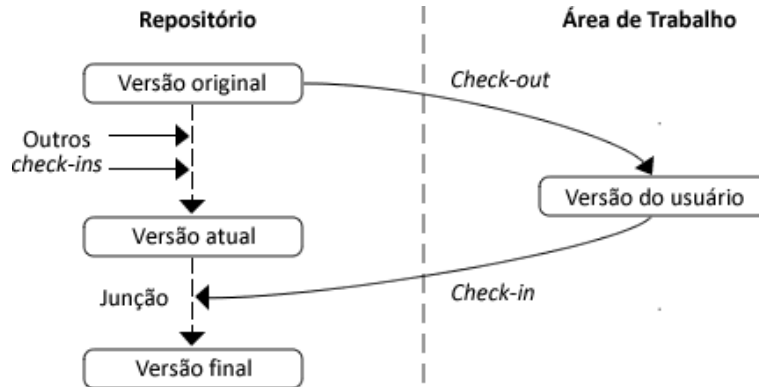 Repositório
Área de Trabalho
Versão original
Check-out
Outros
check-ins
Versão do usuário
Versão atual
Junção
Check-in
Versão final